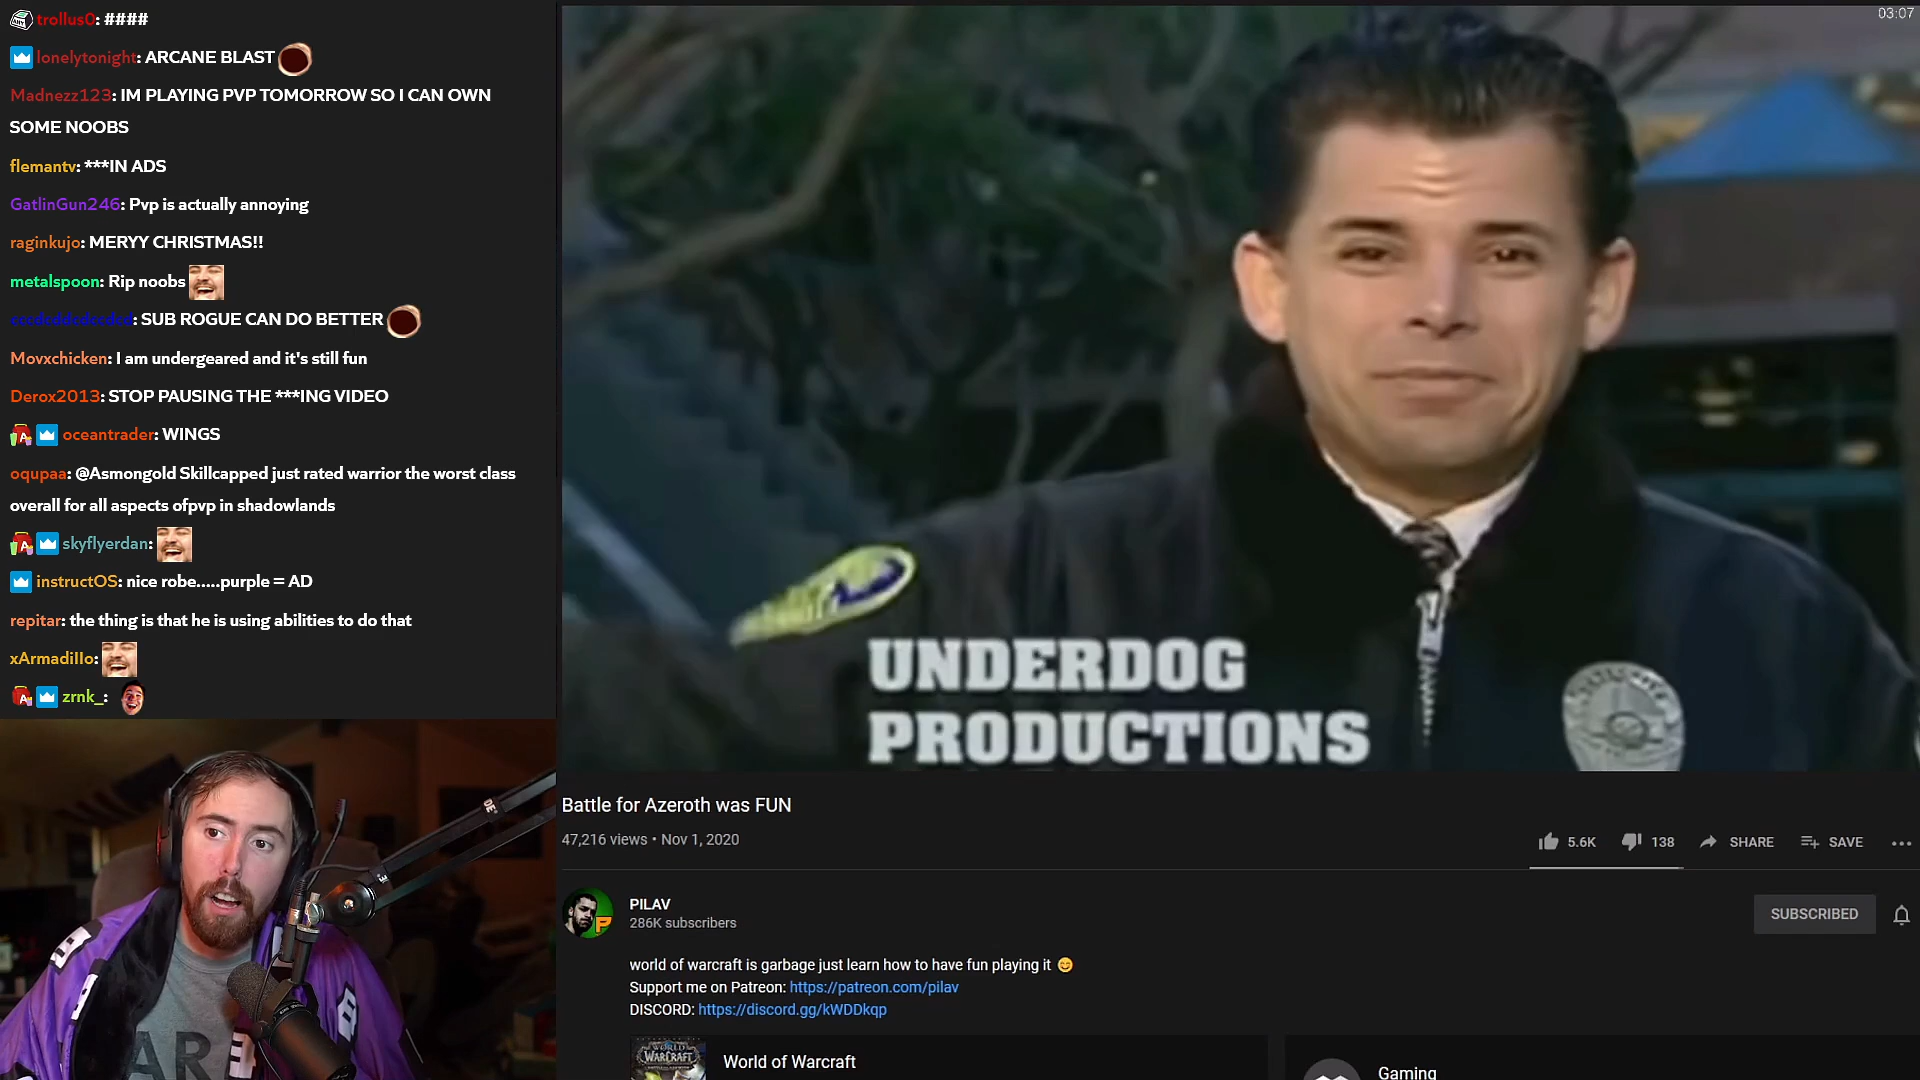 trollus0: ####
lonelytonight: ARCANE BLAST
Madnezz123: IM PLAYING PVP TOMORROW SO I CAN OWN
SOME NOOBS
flemantv: ***IN ADS
GatlinGun246: Pvp is actually annoying
raginkujo: MERYY CHRISTMAS!!
metalspoon: Rip noobs
: SUB ROGUE CAN DO BETTER
Movxchicken: I am undergeared and it's still fun
Derox2013: STOP PAUSING THE ***ING VIDEO
oceantrader: WINGS
oqupaa: @Asmongold Skillcapped just rated warrior the worst class
overall for all aspects ofpvp in shadowlands
skyflyerdan:
instructOS: nice robe.....purple = AD
repitar: the thing is that he is using abilities to do that
xArmadiIIo:
zrnk_:
03:07
UNDERDOG
PRODUCTIONS
Battle for Azeroth was FUN
47,216 views • Nov 1, 2020
5.6K 138 SHARE SAVE
PILAV
286K subscribers
SUBSCRIBED
world of warcraft is garbage just learn how to have fun playing it 😊
Support me on Patreon: https://patreon.com/pilav
DISCORD: https://discord.gg/kWDDkqp
WORLD
WARCRAFT
World of Warcraft
Gaming